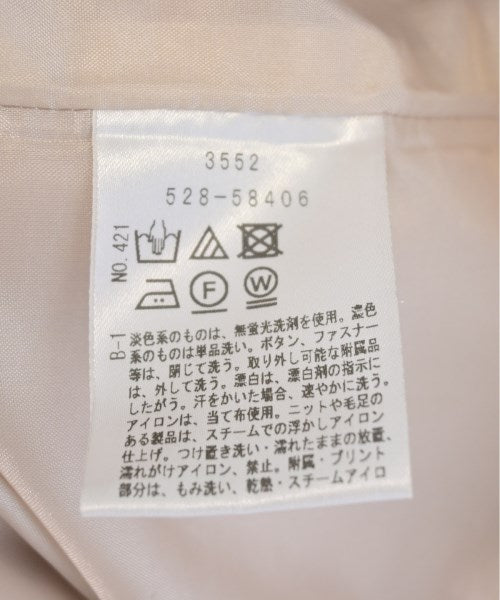 3552
528-58406
NO.421
F
W
B-1
淡色系のものは、無蛍光洗剤を使用。濃色
系のものは単品洗い。ボタン、ファスナー
等は、閉じて洗う。取り外し可能な附属品
は、外して洗う。漂白は、漂白剤の指示に
したがう。汗をかいた場合、速やかに洗う。
アイロンは、当て布使用。ニットや毛足の
ある製品は、スチームでの浮かしアイロン
仕上げ。つけ置き洗い・濡れたままの放置、
濡れがけアイロン、禁止。附属・プリント
部分は、もみ洗い、乾熱・スチームアイロ